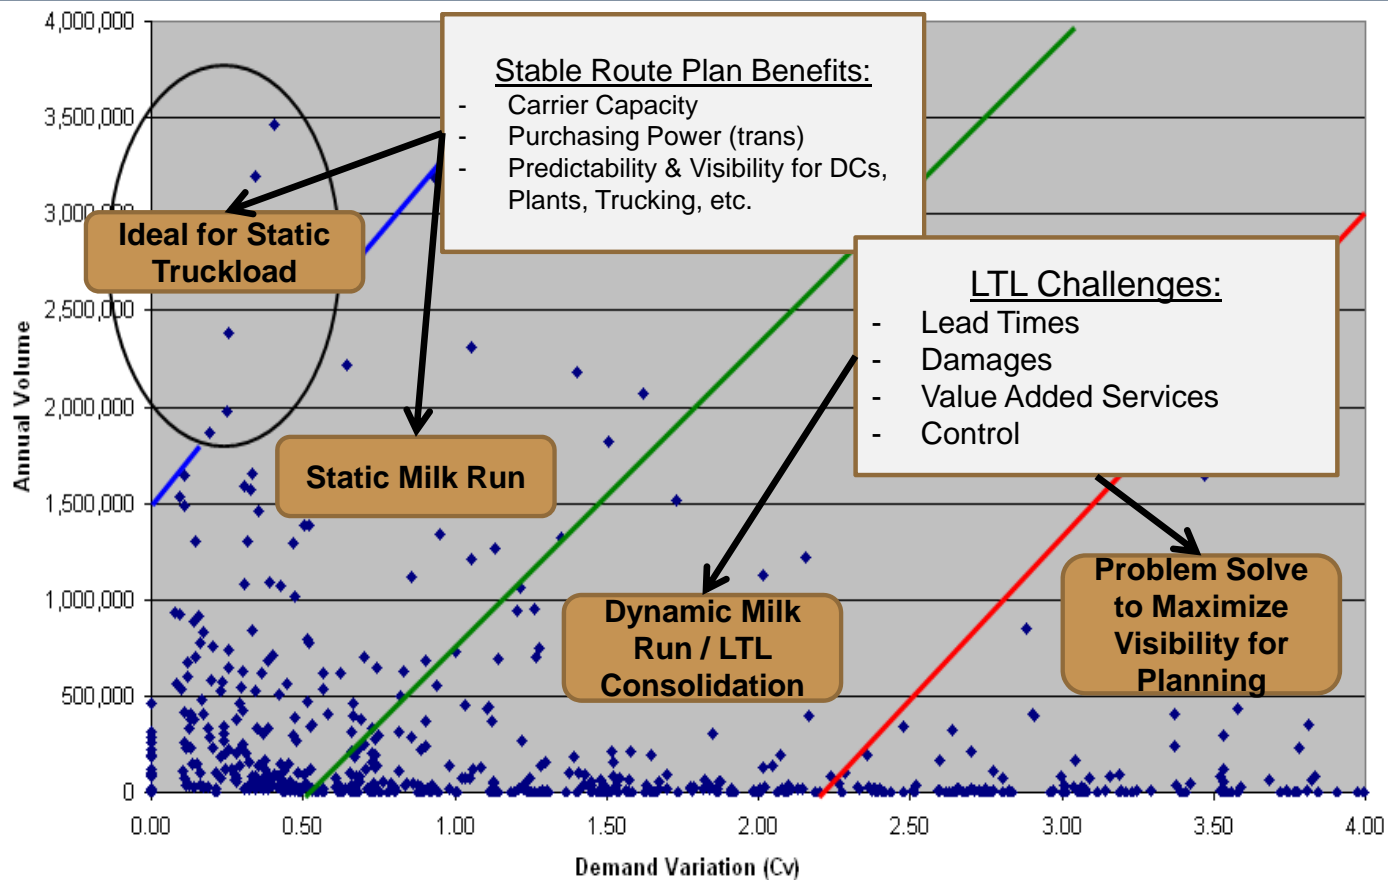 4,000,000
3,500,000
3,000,000
2,500,000
2,000,000
1,500,000
1,000,000
500,000
0
Annual Volume
Stable Route Plan Benefits:
- Carrier Capacity
- Purchasing Power (trans)
- Predictability & Visibility for DCs,
Plants, Trucking, etc.
Ideal for Static
Truckload
LTL Challenges:
- Lead Times
- Damages
- Value Added Services
- Control
Static Milk Run
Dynamic Milk
Run / LTL
Consolidation
Problem Solve
to Maximize
Visibility for
Planning
0.00 0.50 1.00 1.50 2.00 2.50 3.00 3.50 4.00
Demand Variation (Cv)